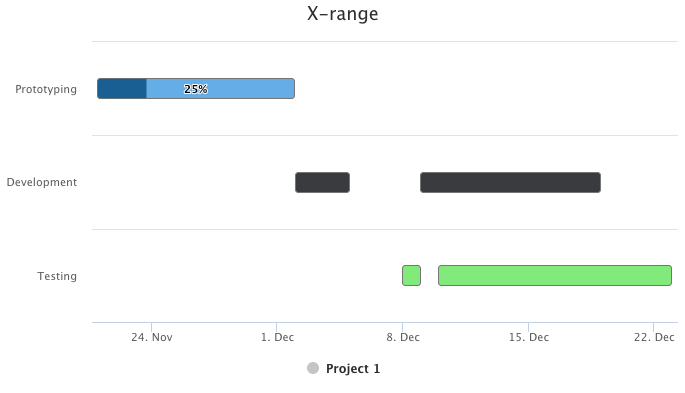 X-range
Prototyping
25%
Development
Testing
24. Nov
1. Dec
8. Dec
15. Dec
22. Dec
Project 1